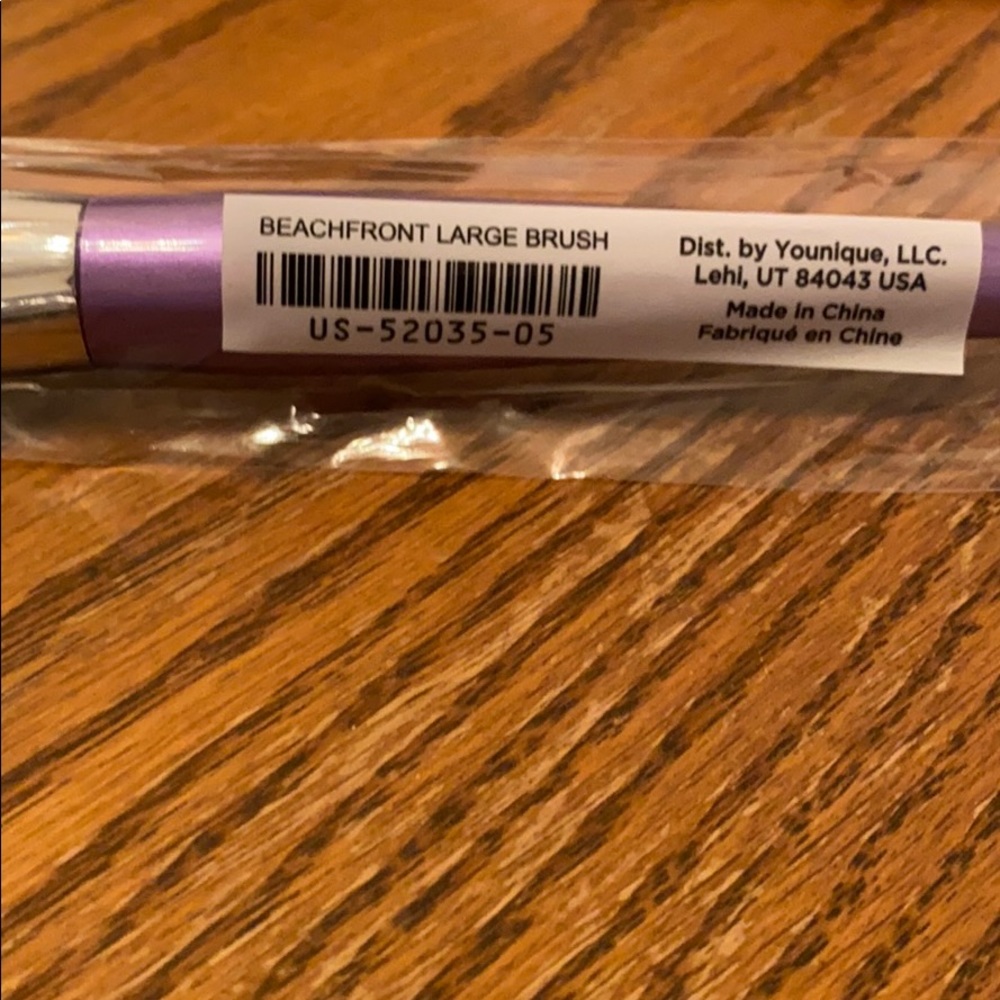 BEACHFRONT LARGE BRUSH
US-52035-05
Dist. by Younique, LLC.
Lehi, UT 84043 USA
Made in China
Fabriqué en Chine